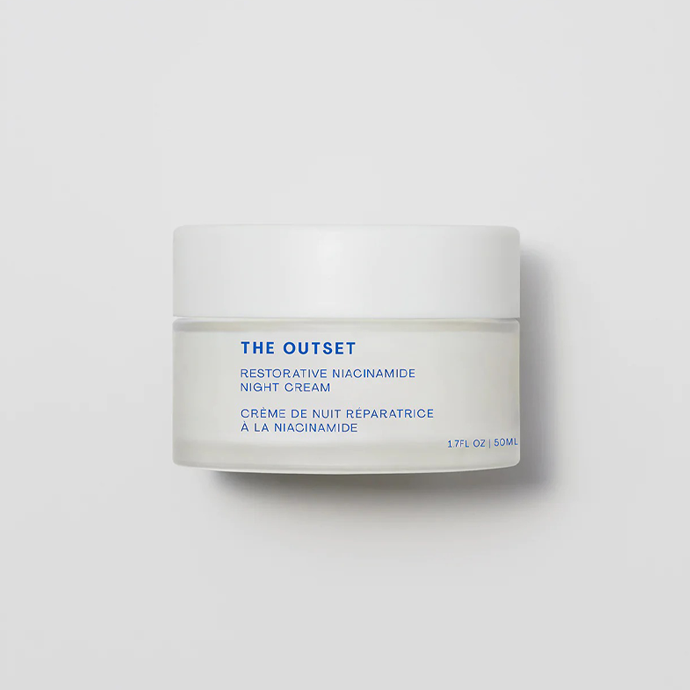 THE OUTSET
RESTORATIVE NIACINAMIDE
NIGHT CREAM
CRÈME DE NUIT RÉPARATRICE
À LA NIACINAMIDE
1.7FL OZ | 50ML